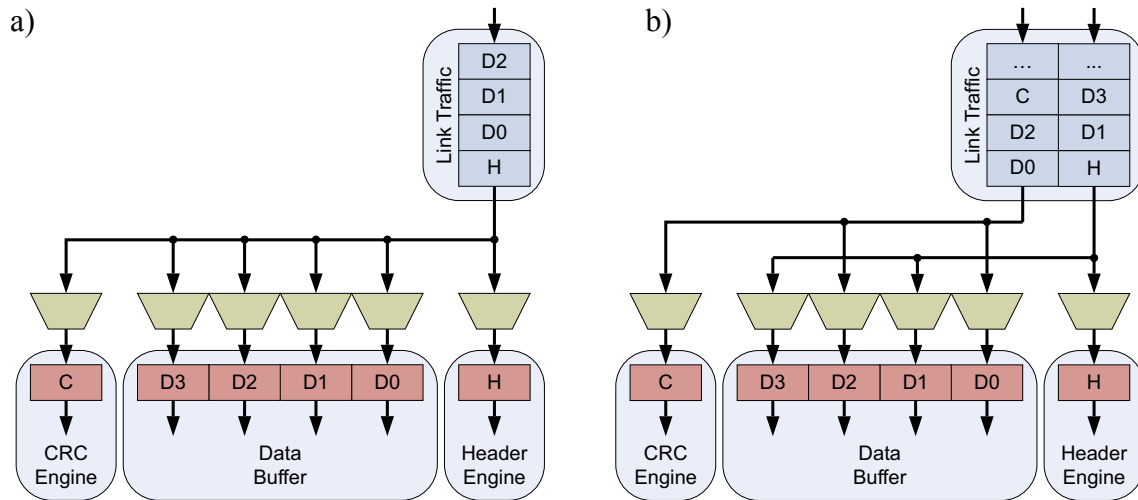 a)
Link Traffic
D2
D1
D0
H
C
D3
D2
D1
D0
H
CRC
Engine
Data
Buffer
Header
Engine
b)
Link Traffic
… ...
C D3
D2 D1
D0 H
C
D3
D2
D1
D0
H
CRC
Engine
Data
Buffer
Header
Engine